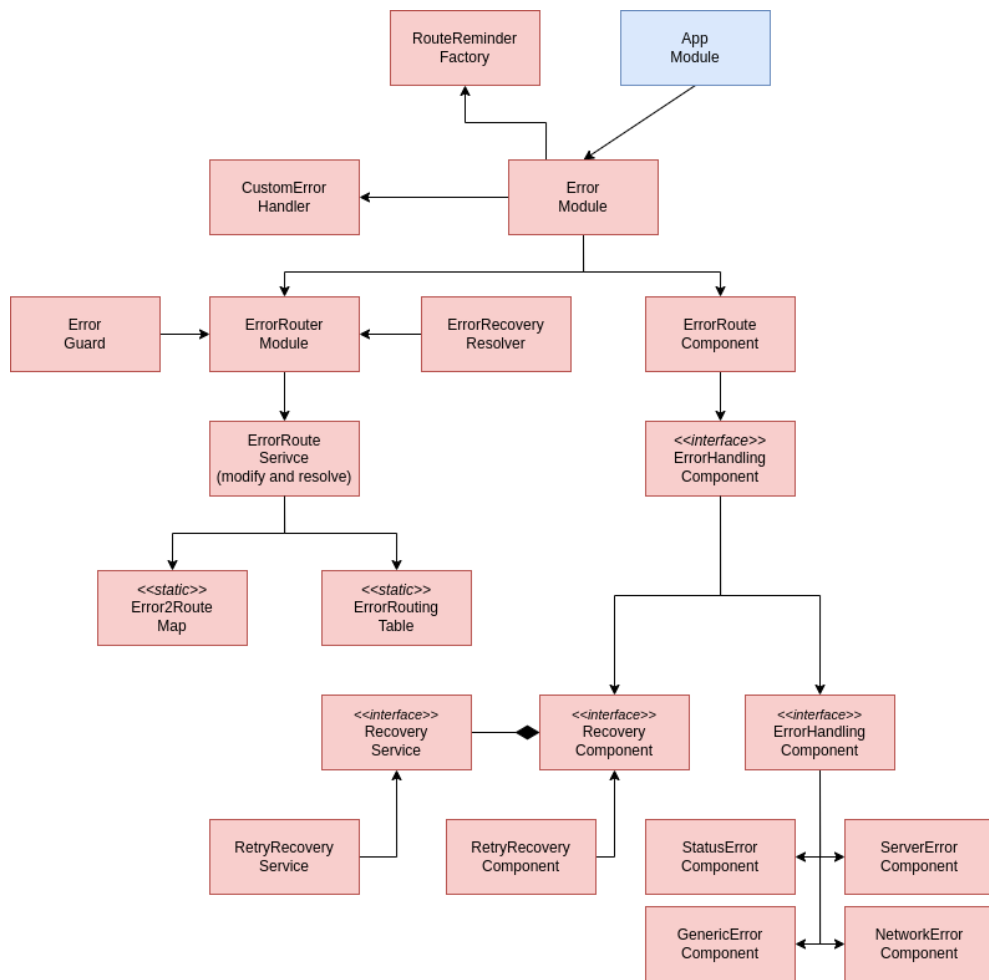 RouteReminder
Factory
App
Module
CustomError
Handler
Error
Module
Error
Guard
ErrorRouter
Module
ErrorRecovery
Resolver
ErrorRoute
Component
ErrorRoute
Serivce
(modify and resolve)
<<interface>>
ErrorHandling
Component
<<static>>
Error2Route
Map
<<static>>
ErrorRouting
Table
<<interface>>
Recovery
Service
<<interface>>
Recovery
Component
<<interface>>
ErrorHandling
Component
RetryRecovery
Service
RetryRecovery
Component
StatusError
Component
ServerError
Component
GenericError
Component
NetworkError
Component